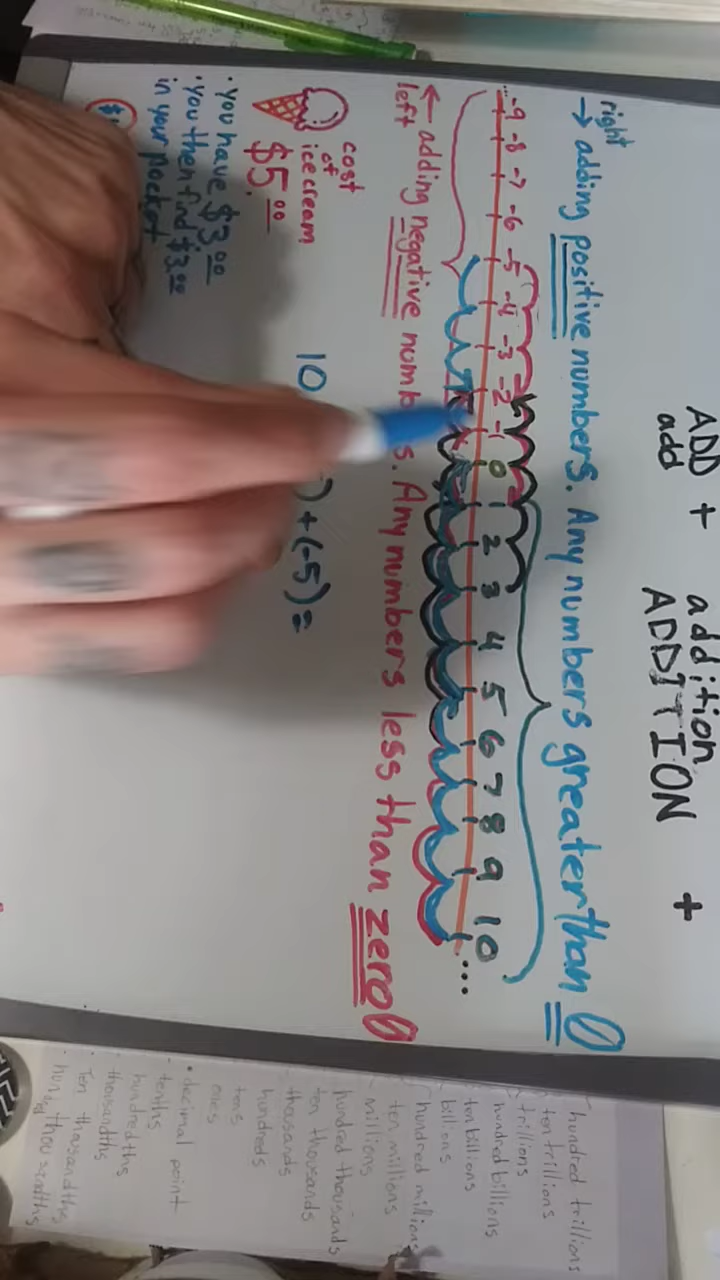 ADD + addition +
add ADDITION
right
→ adding positive numbers. Any numbers greater than 0
-9 -8 -7 -6 -5 -4 -3 -2 -1 0 1 2 3 4 5 6 7 8 9 10 ...
← adding negative numb s. Any numbers less than zero 0
left
cost
of
ice cream
$5.00
• you have $3.00
• you then find $3.00
in your pocket
10 ) + (-5) =
hundred trillions
ten trillions
trillions
hundred billions
ten billions
billions
hundred millions
ten millions
millions
hundred thousands
ten thousands
thousands
hundreds
tens
ones
• decimal point
tenths
hundredths
thousandths
Ten thousandths